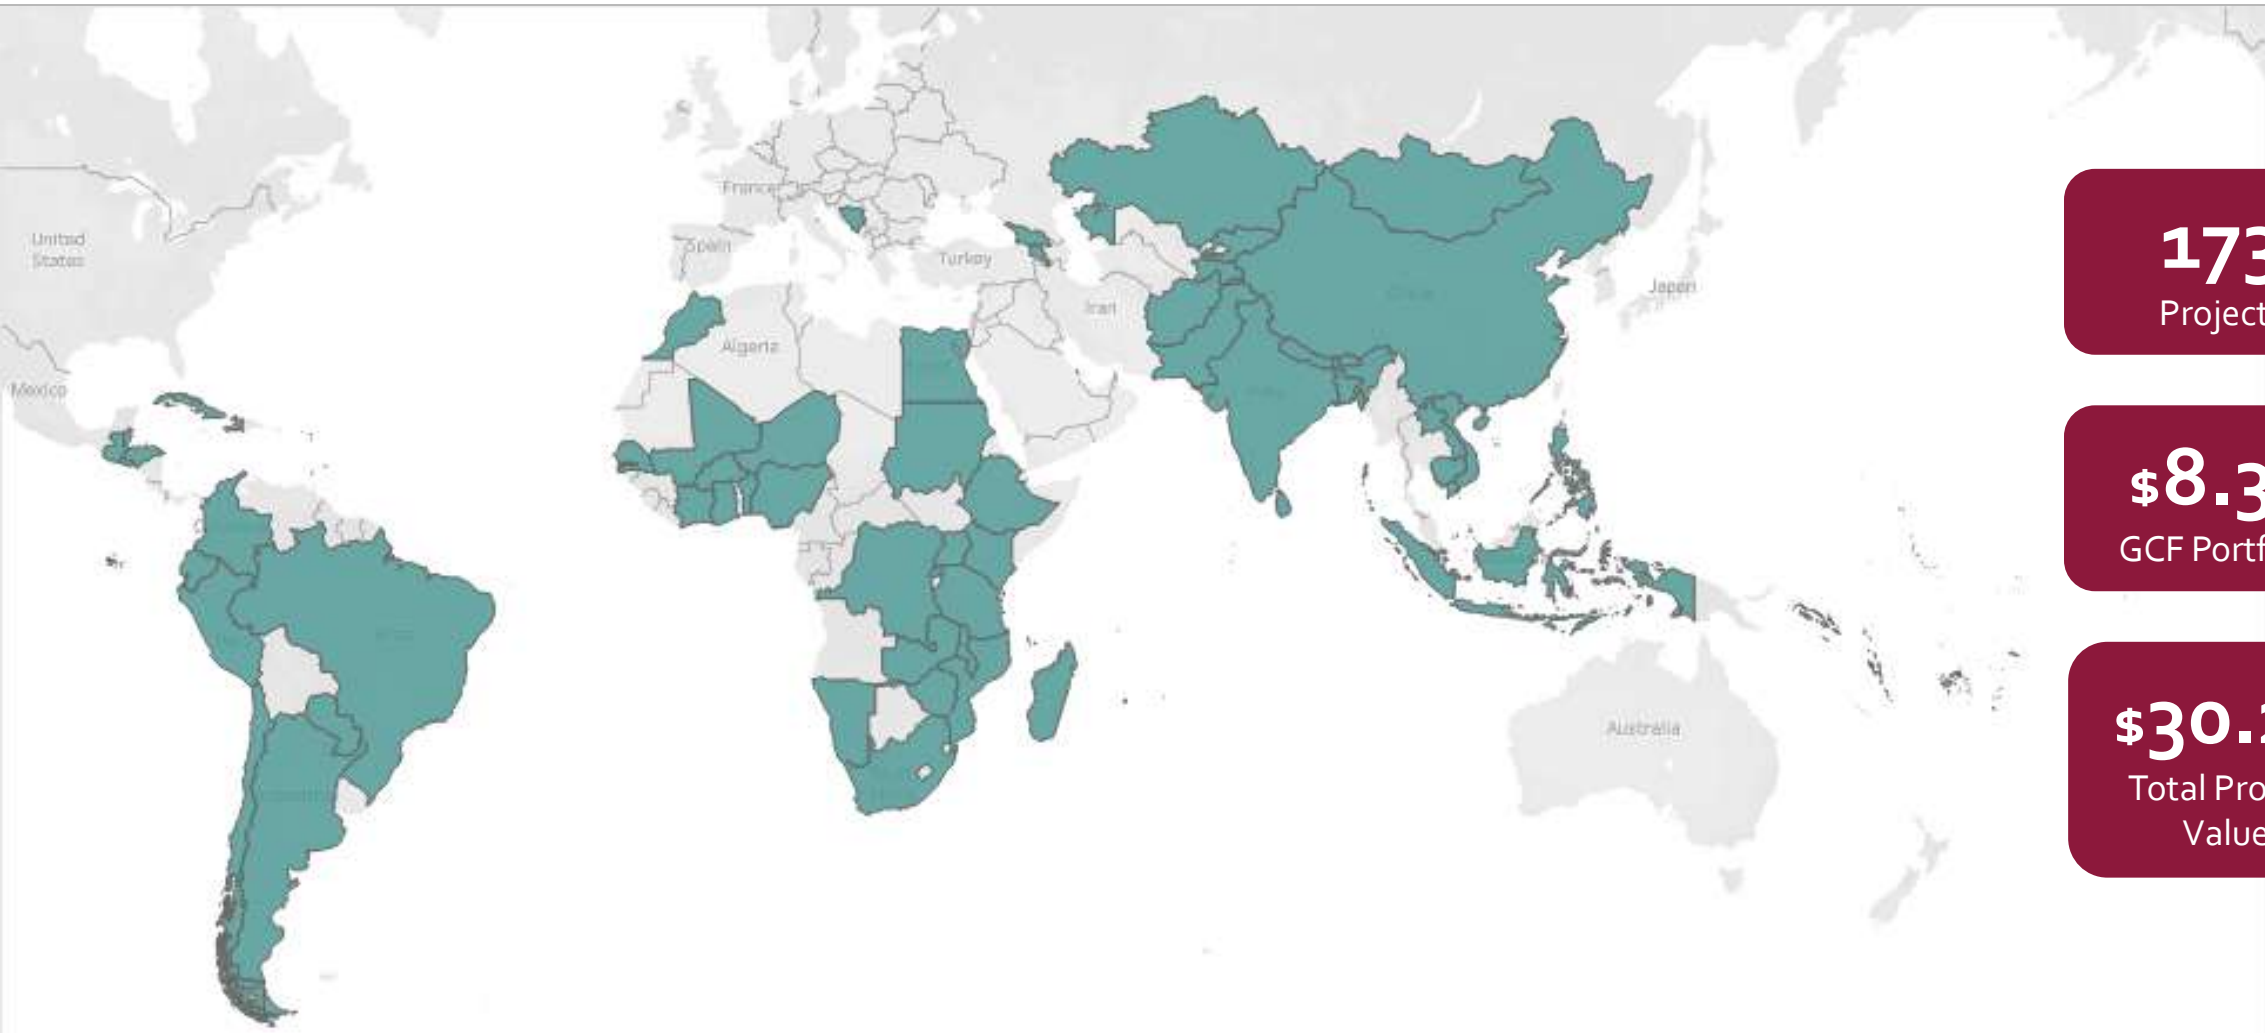 France
Spain
Turkey
United
States
Japan
Iran
Algeria
Mexico
China
Australia
173
Project
$8.3
GCF Portf
$30.
Total Pro
Value